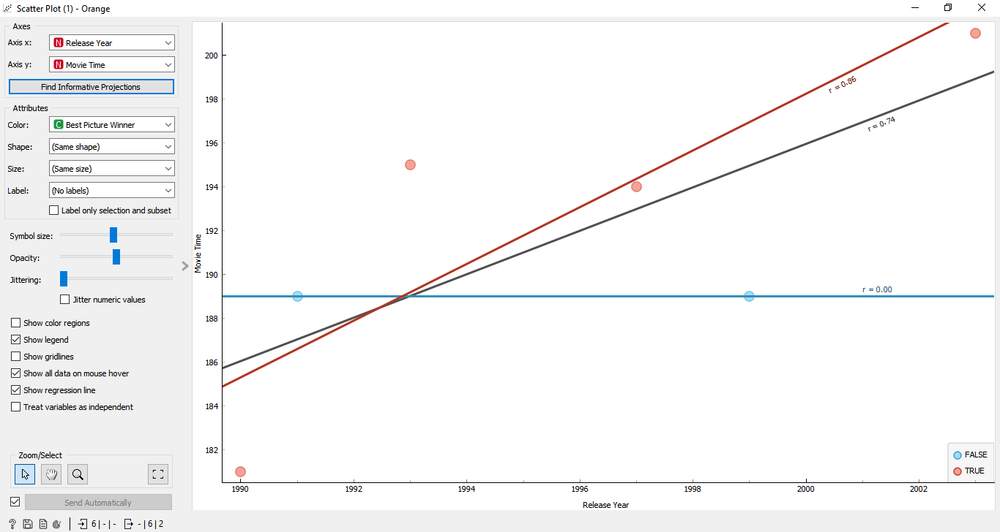 Scatter Plot (1) - Orange
Axes
Axis x: N Release Year
Axis y: N Movie Time
Find Informative Projections
Attributes
Color: C Best Picture Winner
Shape: (Same shape)
Size: (Same size)
Label: (No labels)
Label only selection and subset
Symbol size:
Opacity:
Jittering:
Jitter numeric values
Show color regions
Show legend
Show gridlines
Show all data on mouse hover
Show regression line
Treat variables as independent
Zoom/Select
Send Automatically
? 6|-|- -|6|2
Movie Time
200
198
196
194
192
190
188
186
184
182
r = 0.86
r = 0.74
r = 0.00
FALSE
TRUE
1990 1992 1994 1996 1998 2000 2002
Release Year